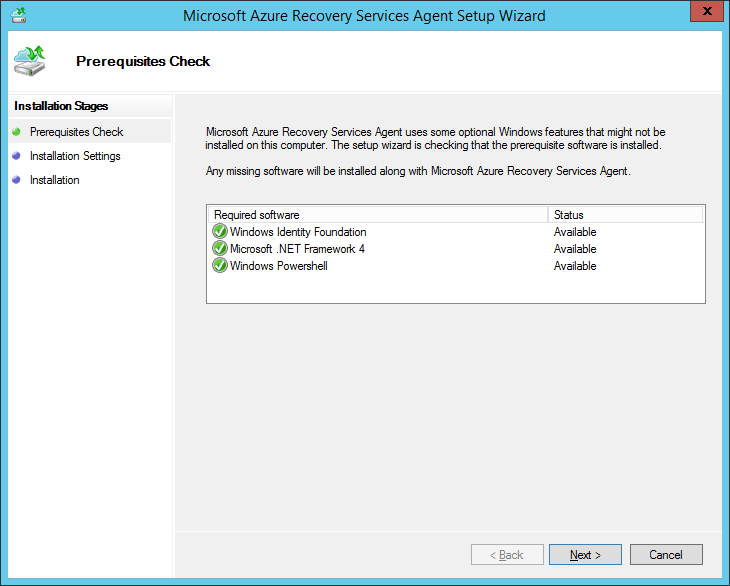 Microsoft Azure Recovery Services Agent Setup Wizard
x
Prerequisites Check
Installation Stages
Prerequisites Check
Installation Settings
Installation
Microsoft Azure Recovery Services Agent uses some optional Windows features that might not be
installed on this computer. The setup wizard is checking that the prerequisite software is installed.
Any missing software will be installed along with Microsoft Azure Recovery Services Agent.
Required software Status
Windows Identity Foundation Available
Microsoft .NET Framework 4 Available
Windows Powershell Available
< Back Next > Cancel